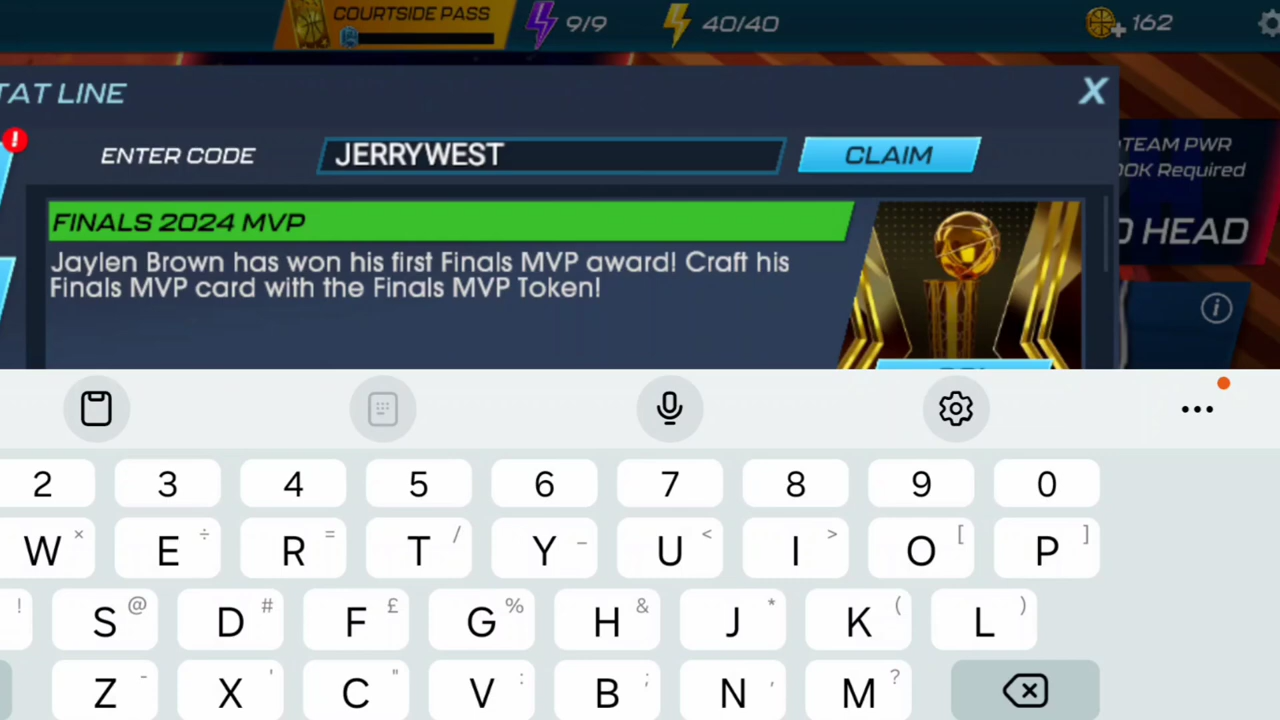 COURTSIDE PASS
9/9
40/40
162
TAT LINE
X
!
ENTER CODE
JERRYWEST
CLAIM
TEAM PWR
00K Required
FINALS 2024 MVP
D HEAD
Jaylen Brown has won his first Finals MVP award! Craft his
Finals MVP card with the Finals MVP Token!
i
2 3 4 5 6 7 8 9 0
W × E ÷ R = T / Y _ U < I > O [ P ]
! S @ D # F £ G % H & J * K ( L )
Z - X ' C " V : B ; N , M ?